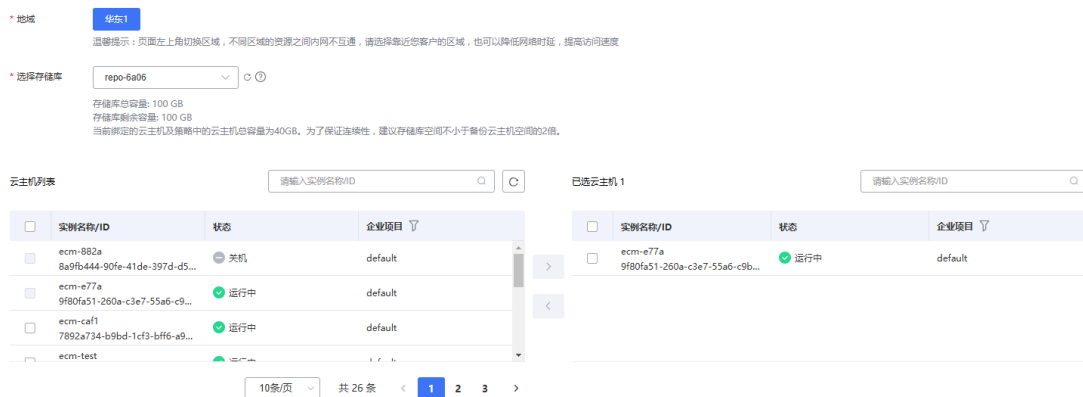 * 地域
华东1
温馨提示：页面左上角切换区域，不同区域的资源之间内网不互通，请选择靠近您客户的区域，也可以降低网络时延，提高访问速度
* 选择存储库
repo-6a06
存储库总容量: 100 GB
存储库剩余容量: 100 GB
当前绑定的云主机及策略中的云主机总容量为40GB。为了保证连续性，建议存储库空间不小于备份云主机空间的2倍。
云主机列表
请输入实例名称/ID
已选云主机 1
请输入实例名称/ID
实例名称/ID 状态 企业项目
实例名称/ID 状态 企业项目
ecm-882a
8a9fb444-90fe-41de-397d-d5...
关机 default
ecm-e77a
9f80fa51-260a-c3e7-55a6-c9b...
运行中 default
ecm-e77a
9f80fa51-260a-c3e7-55a6-c9...
运行中 default
ecm-caf1
7892a734-b9bd-1cf3-bff6-a9...
运行中 default
ecm-test
10条/页 共 26 条 1 2 3